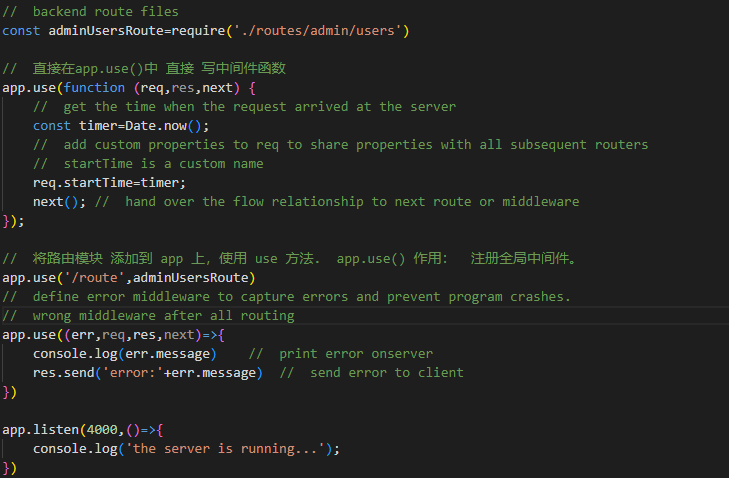 //  backend route files
const adminUsersRoute=require('./routes/admin/users')
//  直接在app.use()中 直接 写中间件函数
app.use(function (req,res,next) {
//  get the time when the request arrived at the server
const timer=Date.now();
//  add custom properties to req to share properties with all subsequent routers
//  startTime is a custom name
req.startTime=timer;
next(); //  hand over the flow relationship to next route or middleware
});
//  将路由模块 添加到 app 上, 使用 use 方法.  app.use() 作用:  注册全局中间件。
app.use('/route',adminUsersRoute)
//  define error middleware to capture errors and prevent program crashes.
//  wrong middleware after all routing
app.use((err,req,res,next)=>{
console.log(err.message)    //  print error onserver
res.send('error:'+err.message)  //  send error to client
})
app.listen(4000,()=>{
console.log('the server is running...');
})